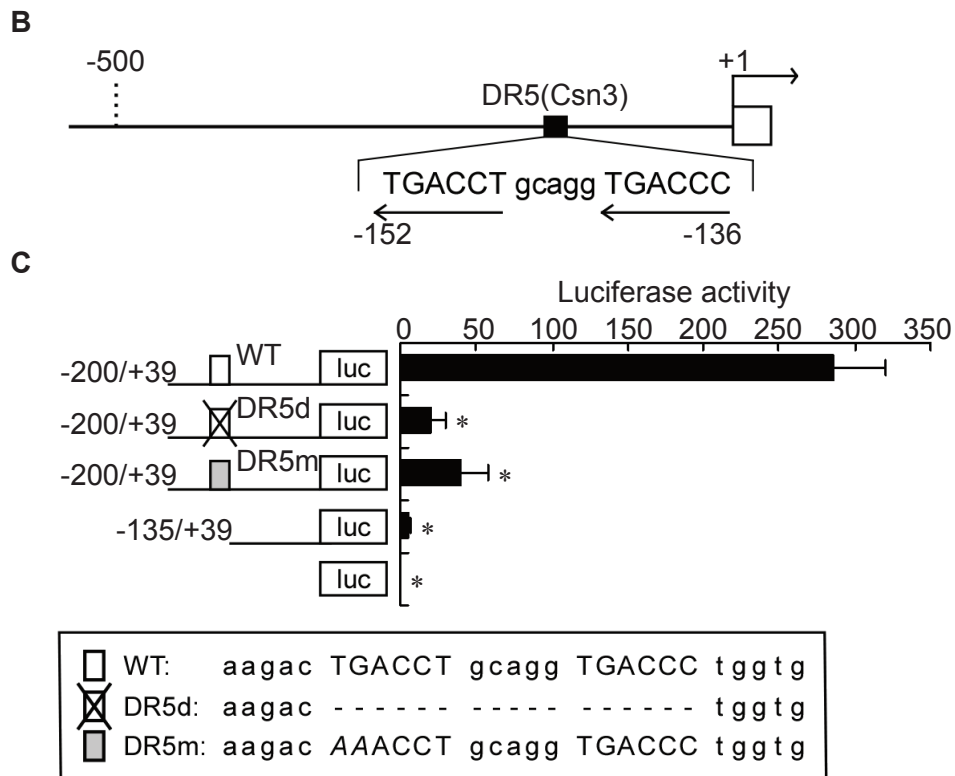 B
-500
+1
DR5(Csn3)
TGACCT gcagg TGACCC
-152
-136
C
Luciferase activity
0 50 100 150 200 250 300 350
-200/+39 WT luc
-200/+39 DR5d luc *
-200/+39 DR5m luc *
-135/+39 luc *
luc *
WT: aagac TGACCT gcagg TGACCC tggtg
DR5d: aagac - - - - - - - - - - - - - - - - - tggtg
DR5m: aagac AAACCT gcagg TGACCC tggtg